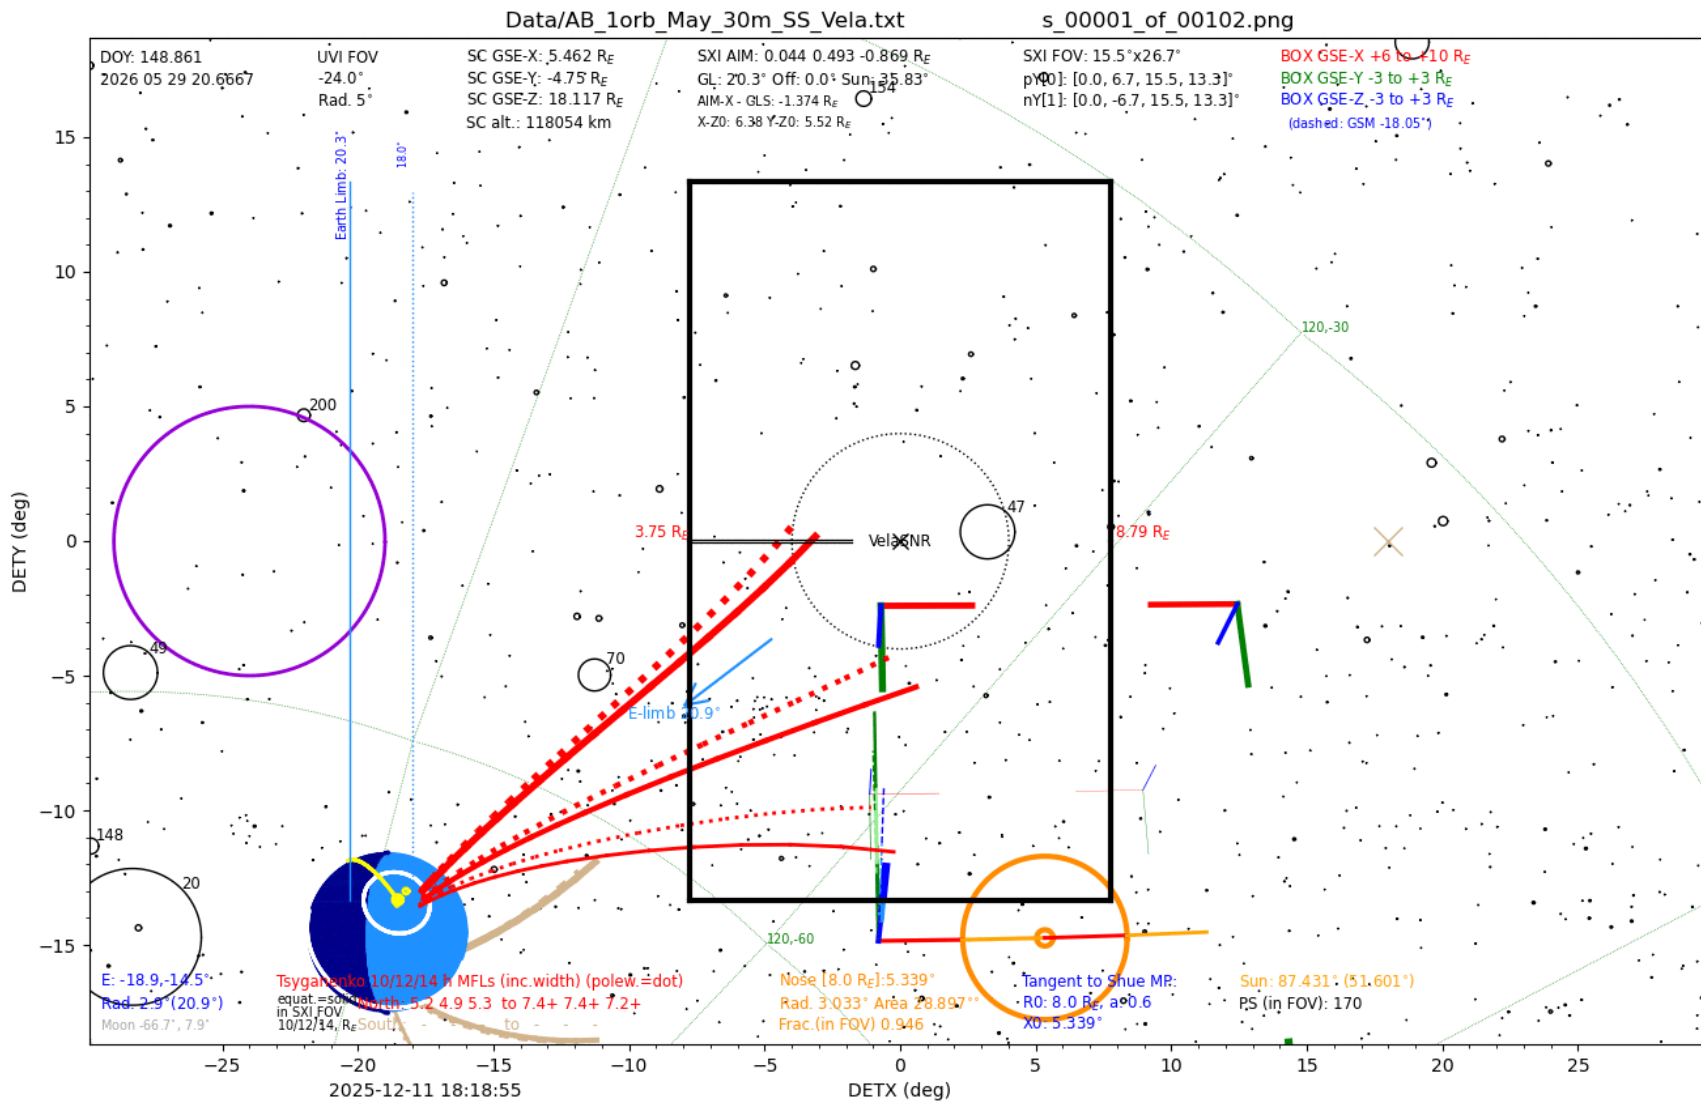 Data/AB_1orb_May_30m_SS_Vela.txt s_00001_of_00102.png
DOY: 148.861
2026 05 29 20.6667
UVI FOV
-24.0°
Rad. 5°
SC GSE-X: 5.462 RE
SC GSE-Y: -4.75 RE
SC GSE-Z: 18.117 RE
SC alt.: 118054 km
SXI AIM: 0.044 0.493 -0.869 RE
GL: 20.3° Off: 0.0° Sun: 35.83°
AIM-X - GLS: -1.374 RE
X-Z0: 6.38 Y-Z0: 5.52 RE
SXI FOV: 15.5°x26.7°
pY[0]: [0.0, 6.7, 15.5, 13.3]°
nY[1]: [0.0, -6.7, 15.5, 13.3]°
BOX GSE-X +6 to +10 RE
BOX GSE-Y -3 to +3 RE
BOX GSE-Z -3 to +3 RE
(dashed: GSM -18.05°)
154
Earth Limb: 20.3°
18.0°
120,-30
200
47
3.75 RE
VelaSNR
8.79 RE
49
70
E-limb 20.9°
148
20
120,-60
E: -18.9,-14.5°
Rad. 2.9° (20.9°)
Moon -66.7°, 7.9°
Tsyganenko 10/12/14 h MFLs (inc.width) (polew.=dot)
equat.=solid
in SXI FOV
10/12/14, RE
North: 5.2 4.9 5.3 to 7.4+ 7.4+ 7.2+
South: - - - to - - -
Nose [8.0 RE]:5.339°
Rad. 3.033° Area 28.897°°
Frac.(in FOV) 0.946
Tangent to Shue MP:
R0: 8.0 RE, a: 0.6
X0: 5.339°
Sun: 87.431° (51.601°)
PS (in FOV): 170
DETY (deg)
15
10
5
0
−5
−10
−15
−25 −20 −15 −10 −5 0 5 10 15 20 25
2025-12-11 18:18:55
DETX (deg)